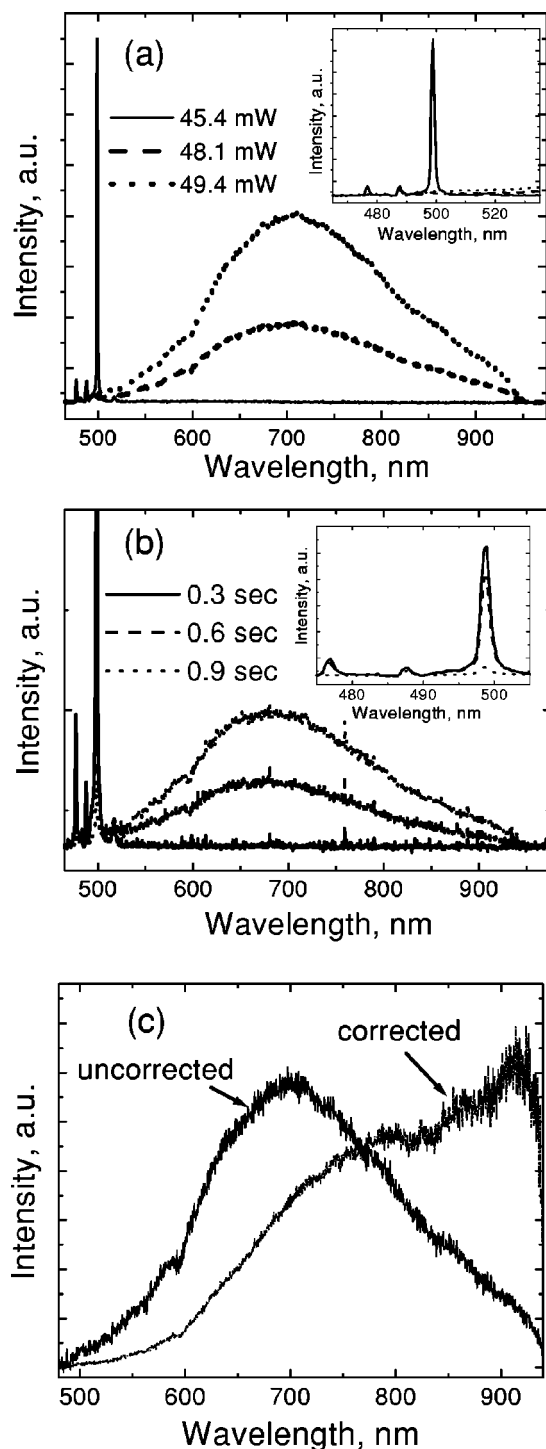 (a)
45.4 mW
48.1 mW
49.4 mW
Intensity, a.u.
480 500 520
Wavelength, nm
Intensity, a.u.
500 600 700 800 900
Wavelength, nm
(b)
0.3 sec
0.6 sec
0.9 sec
Intensity, a.u.
480 490 500
Wavelength, nm
Intensity, a.u.
500 600 700 800 900
Wavelength, nm
(c)
corrected
uncorrected
Intensity, a.u.
500 600 700 800 900
Wavelength, nm